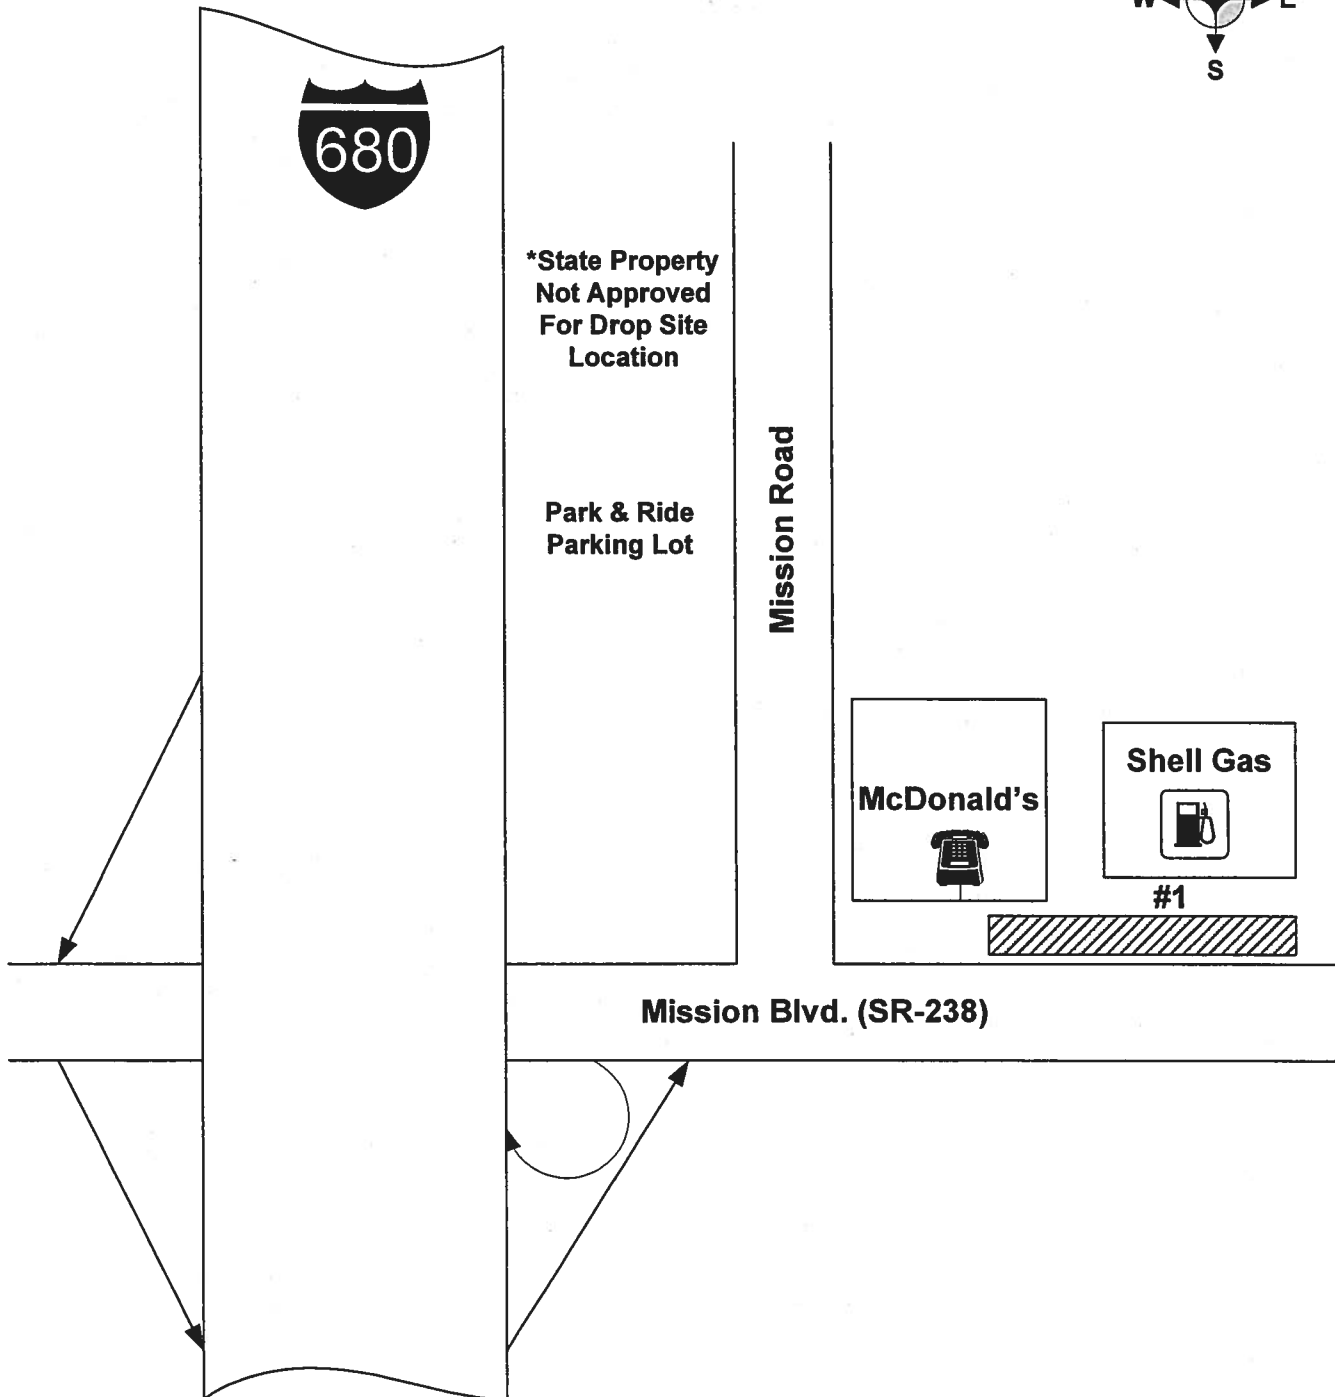 W E
S
680
*State Property
Not Approved
For Drop Site
Location
Park & Ride
Parking Lot
Mission Road
McDonald's
Shell Gas
#1
Mission Blvd. (SR-238)